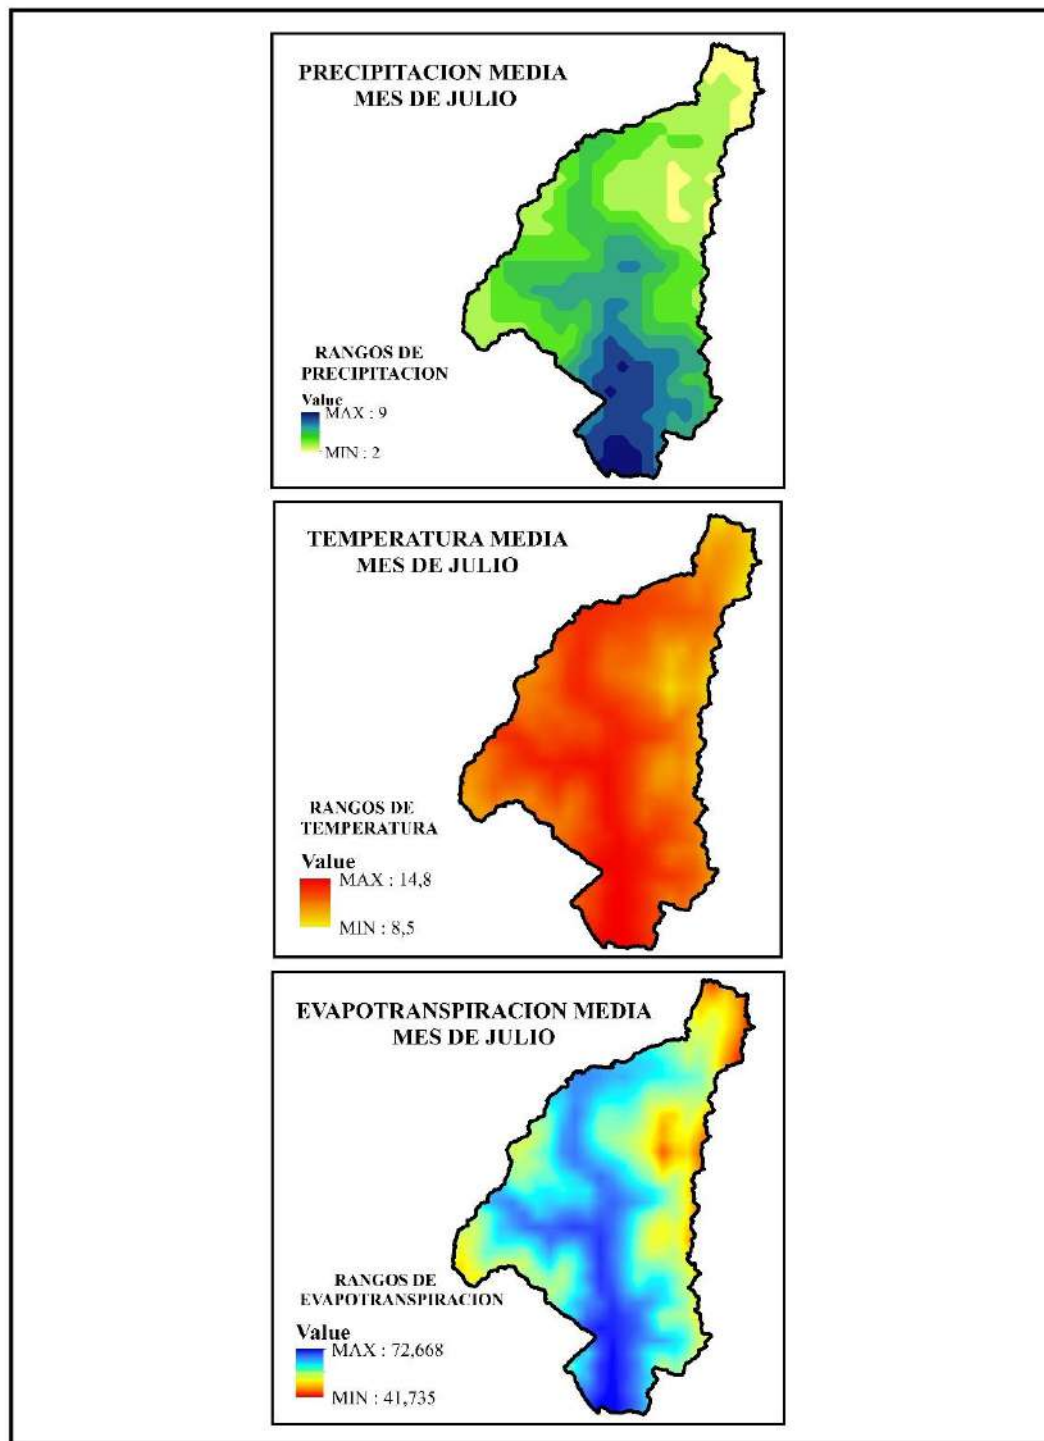 PRECIPITACION MEDIA
MES DE JULIO
RANGOS DE
PRECIPITACION
Value
MAX : 9
MIN : 2
TEMPERATURA MEDIA
MES DE JULIO
RANGOS DE
TEMPERATURA
Value
MAX : 14,8
MIN : 8,5
EVAPOTRANSPIRACION MEDIA
MES DE JULIO
RANGOS DE
EVAPOTRANSPIRACION
Value
MAX : 72,668
MIN : 41,735